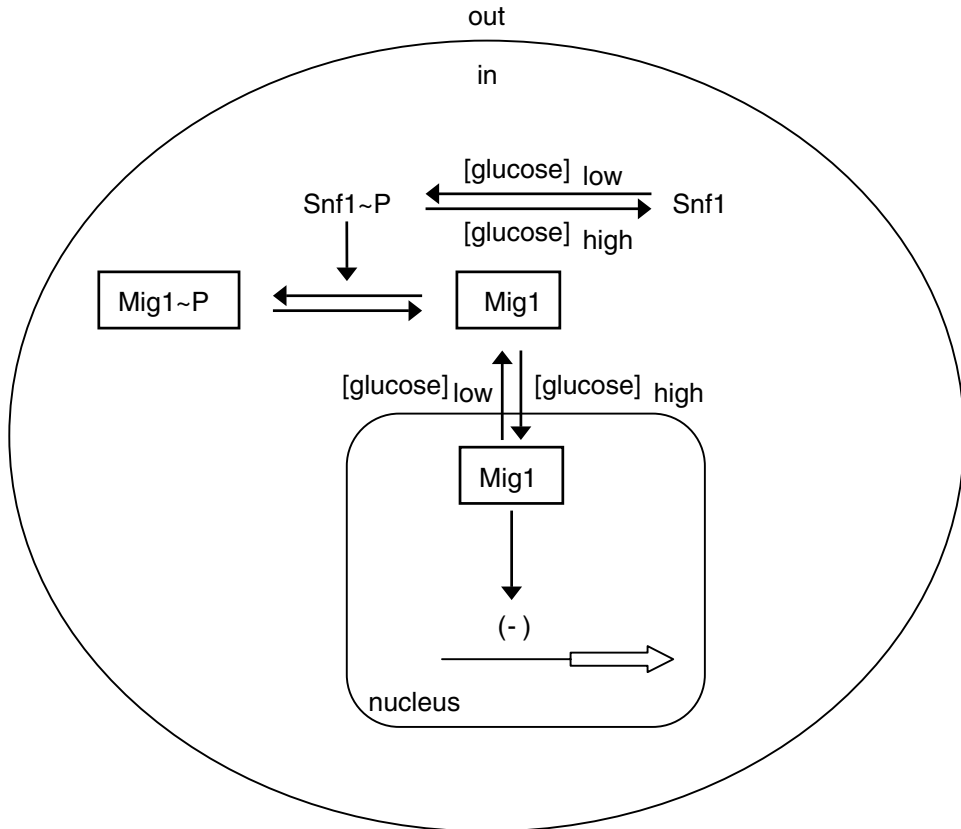 out
in
[glucose] low
Snf1~P
Snf1
[glucose] high
Mig1~P
Mig1
[glucose] low
[glucose] high
Mig1
(-)
nucleus